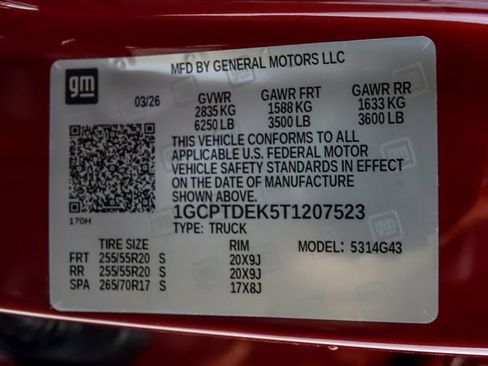 MFD BY GENERAL MOTORS LLC
gm
03/26 GVWR GAWR FRT GAWR RR
2835 KG 1588 KG 1633 KG
6250 LB 3500 LB 3600 LB
THIS VEHICLE CONFORMS TO ALL
APPLICABLE U.S. FEDERAL MOTOR
VEHICLE SAFETY STANDARDS IN EFFECT
ON THE DATE OF MANUFACTURE
SHOWN ABOVE.
170H
1GCPTDEK5T1207523
TYPE: TRUCK
TIRE SIZE RIM MODEL: 5314G43
FRT 255/55R20 S 20X9J
RR 255/55R20 S 20X9J
SPA 265/70R17 S 17X8J